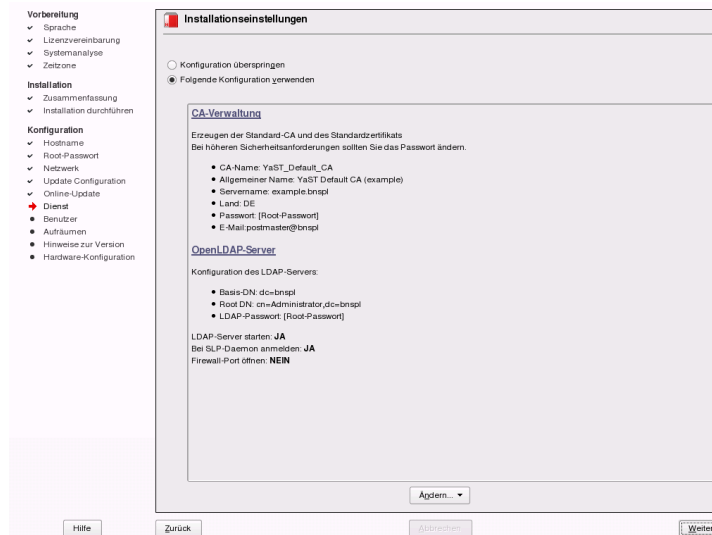 Vorbereitung
Sprache
Lizenzvereinbarung
Systemanalyse
Zeitzone
Installation
Zusammenfassung
Installation durchführen
Konfiguration
Hostname
Root-Passwort
Netzwerk
Update Configuration
Online-Update
Dienst
Benutzer
Aufräumen
Hinweise zur Version
Hardware-Konfiguration
Installationseinstellungen
Konfiguration überspringen
Folgende Konfiguration verwenden
CA-Verwaltung
Erzeugen der Standard-CA und des Standardzertifikats
Bei höheren Sicherheitsanforderungen sollten Sie das Passwort ändern.
CA-Name: YaST_Default_CA
Allgemeiner Name: YaST Default CA (example)
Servername: example.bnspl
Land: DE
Passwort: [Root-Passwort]
E-Mail:postmaster@bnspl
OpenLDAP-Server
Konfiguration des LDAP-Servers:
Basis-DN: dc=bnspl
Root DN: cn=Administrator,dc=bnspl
LDAP-Passwort: [Root-Passwort]
LDAP-Server starten: JA
Bei SLP-Daemon anmelden: JA
Firewall-Port öffnen: NEIN
Ändern...
Hilfe
Zurück
Abbrechen
Weiter